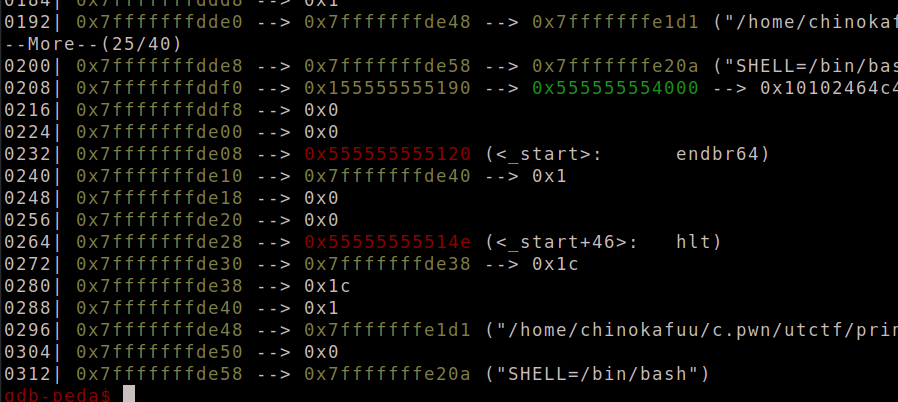 0184| 0x7fffffffddd8 --> 0x1
0192| 0x7fffffffdde0 --> 0x7fffffffde48 --> 0x7fffffffe1d1 ("/home/chinokaf
--More--(25/40)
0200| 0x7fffffffdde8 --> 0x7fffffffde58 --> 0x7fffffffe20a ("SHELL=/bin/bas
0208| 0x7fffffffddf0 --> 0x155555555190 --> 0x555555554000 --> 0x10102464c4
0216| 0x7fffffffddf8 --> 0x0
0224| 0x7fffffffde00 --> 0x0
0232| 0x7fffffffde08 --> 0x555555555120 (<_start>: endbr64)
0240| 0x7fffffffde10 --> 0x7fffffffde40 --> 0x1
0248| 0x7fffffffde18 --> 0x0
0256| 0x7fffffffde20 --> 0x0
0264| 0x7fffffffde28 --> 0x55555555514e (<_start+46>: hlt)
0272| 0x7fffffffde30 --> 0x7fffffffde38 --> 0x1c
0280| 0x7fffffffde38 --> 0x1c
0288| 0x7fffffffde40 --> 0x1
0296| 0x7fffffffde48 --> 0x7fffffffe1d1 ("/home/chinokafuu/c.pwn/utctf/prin
0304| 0x7fffffffde50 --> 0x0
0312| 0x7fffffffde58 --> 0x7fffffffe20a ("SHELL=/bin/bash")
gdb-peda$